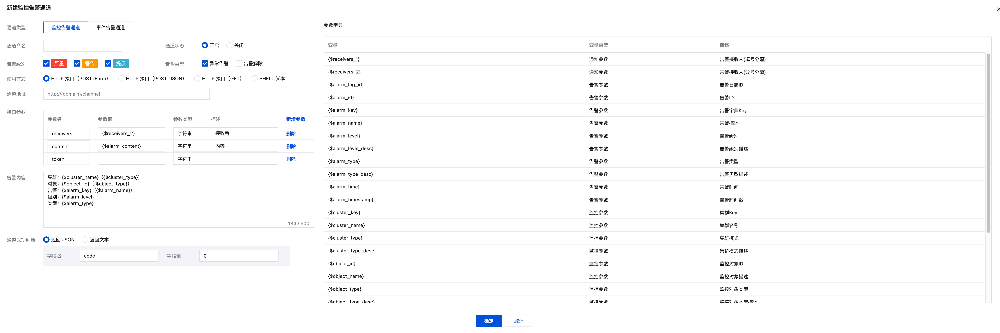 新建监控告警通道
通道类型
监控告警通道
事件告警通道
通道命名
通道状态
开启
关闭
告警级别
严重
警告
提示
告警类型
异常告警
告警解除
使用方式
HTTP 接口（POST+Form）
HTTP 接口（POST+JSON）
HTTP 接口（GET）
SHELL 脚本
通道地址
http://{domain}/channel
接口参数
参数名 参数值 参数类型 描述 新增参数
receivers {$receivers_2} 字符串 接收者 删除
content {$alarm_content} 字符串 内容 删除
token 字符串 删除
告警内容
集群：{$cluster_name}（{$cluster_type}）
对象：{$object_id}（{$object_type}）
告警：{$alarm_key}（{$alarm_name}）
级别：{$alarm_level}
类型：{$alarm_type}
134 / 500
通道成功判断
返回 JSON
返回文本
字段名 code 字段值 0
参数字典
变量 变量类型 描述
{$receivers_1} 通知参数 告警接收人(逗号分隔)
{$receivers_2} 通知参数 告警接收人(分号分隔)
{$alarm_log_id} 告警参数 告警日志ID
{$alarm_id} 告警参数 告警ID
{$alarm_key} 告警参数 告警字典Key
{$alarm_name} 告警参数 告警描述
{$alarm_level} 告警参数 告警级别
{$alarm_level_desc} 告警参数 告警级别描述
{$alarm_type} 告警参数 告警类型
{$alarm_type_desc} 告警参数 告警类型描述
{$alarm_time} 告警参数 告警时间
{$alarm_timestamp} 告警参数 告警时间戳
{$cluster_key} 监控参数 集群Key
{$cluster_name} 监控参数 集群名称
{$cluster_type} 监控参数 集群模式
{$cluster_type_desc} 监控参数 集群模式描述
{$object_id} 监控参数 监控对象ID
{$object_name} 监控参数 监控对象描述
{$object_type} 监控参数 监控对象类型
{$object_type_desc} 监控参数 监控对象类型描述
确定
取消